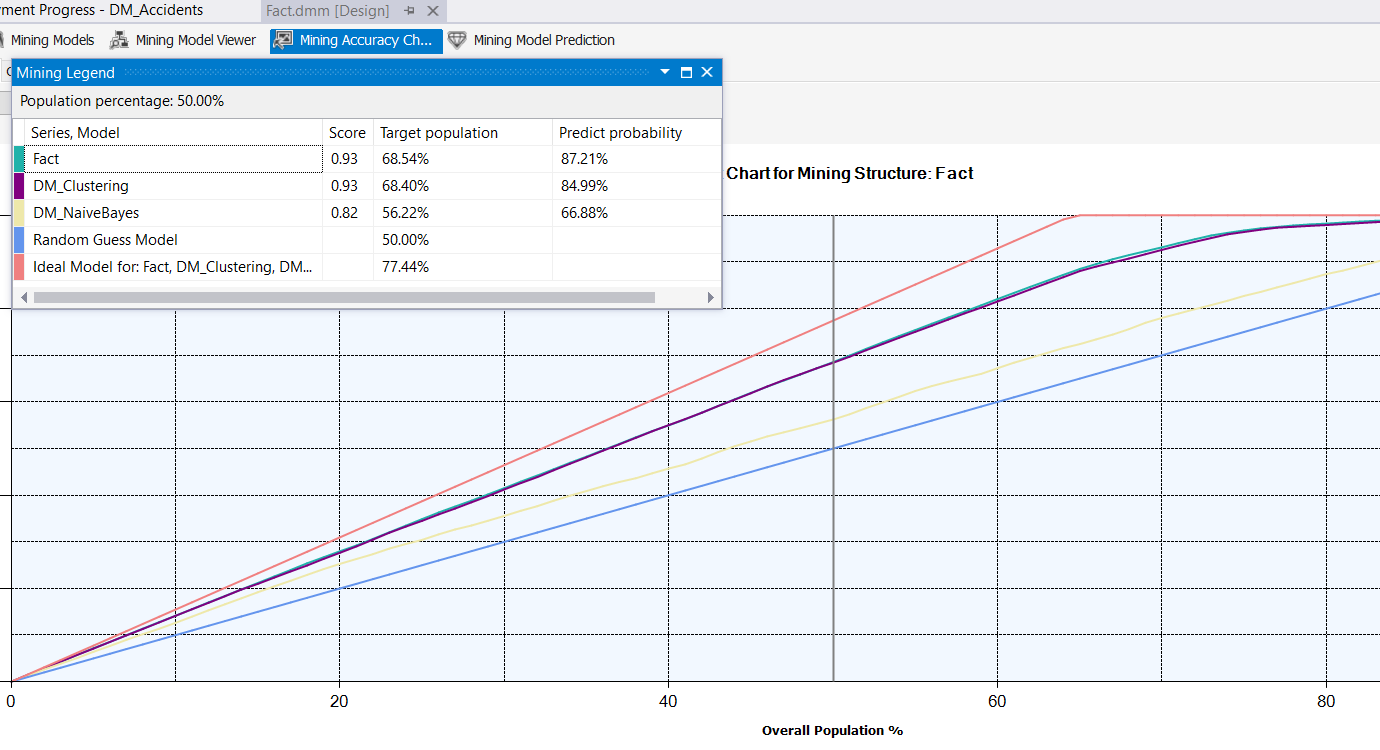 ment Progress - DM_Accidents
Fact.dmm [Design]
Mining Models
Mining Model Viewer
Mining Accuracy Ch...
Mining Model Prediction
Mining Legend
Population percentage: 50.00%
Series, Model Score Target population Predict probability
Fact 0.93 68.54% 87.21%
DM_Clustering 0.93 68.40% 84.99%
DM_NaiveBayes 0.82 56.22% 66.88%
Random Guess Model 50.00%
Ideal Model for: Fact, DM_Clustering, DM... 77.44%
Chart for Mining Structure: Fact
0 20 40 60 80
Overall Population %